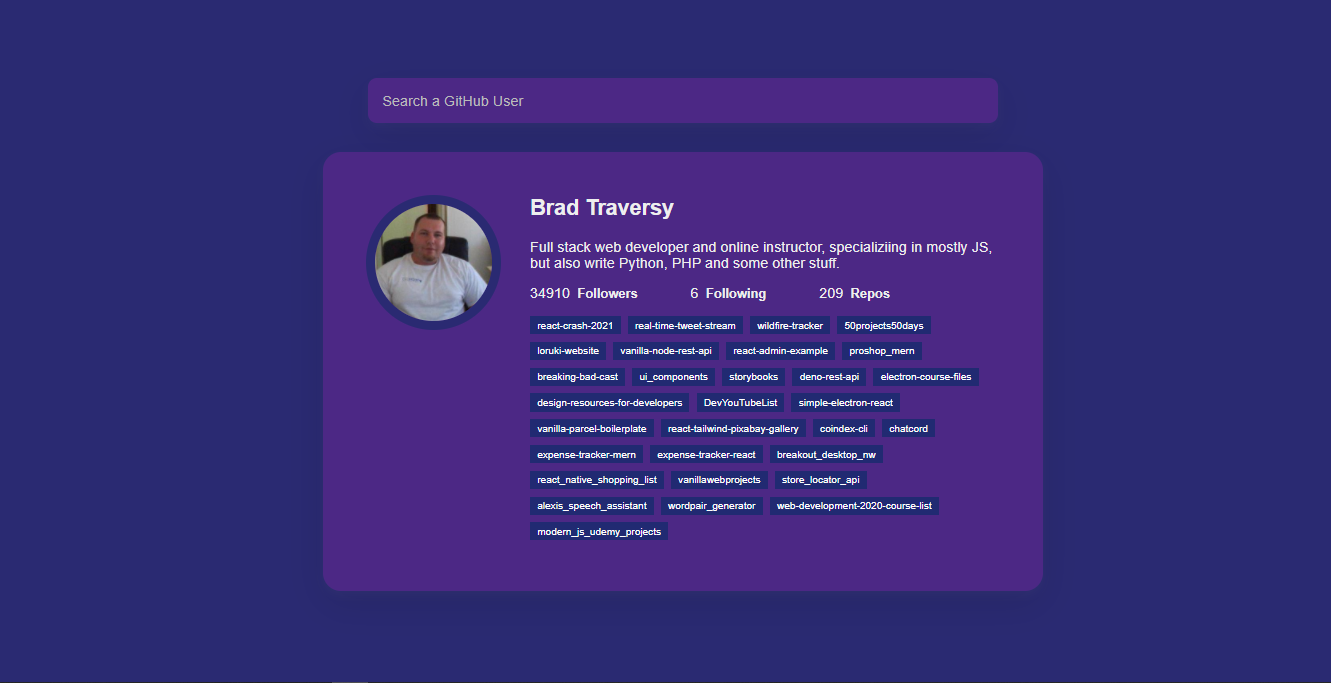 Search a GitHub User
Brad Traversy
Full stack web developer and online instructor, specializiing in mostly JS,
but also write Python, PHP and some other stuff.
34910 Followers 6 Following 209 Repos
react-crash-2021 real-time-tweet-stream wildfire-tracker 50projects50days
loruki-website vanilla-node-rest-api react-admin-example proshop_mern
breaking-bad-cast ui_components storybooks deno-rest-api electron-course-files
design-resources-for-developers DevYouTubeList simple-electron-react
vanilla-parcel-boilerplate react-tailwind-pixabay-gallery coindex-cli chatcord
expense-tracker-mern expense-tracker-react breakout_desktop_nw
react_native_shopping_list vanillawebprojects store_locator_api
alexis_speech_assistant wordpair_generator web-development-2020-course-list
modern_js_udemy_projects